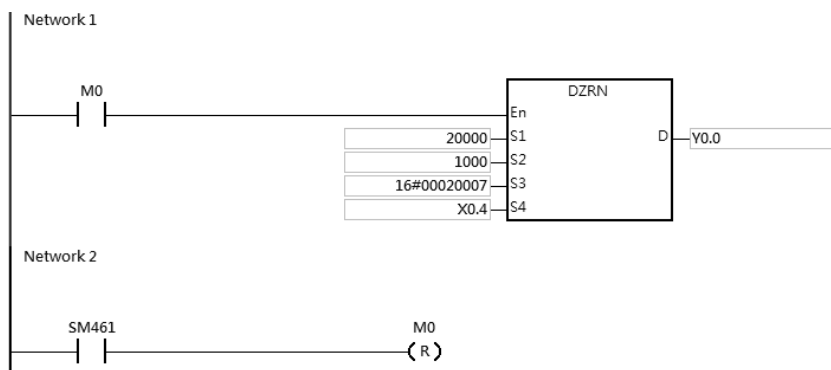 Network 1
M0
DZRN
En
20000 S1 D Y0.0
1000 S2
16#00020007 S3
X0.4 S4
Network 2
SM461 M0
( R )